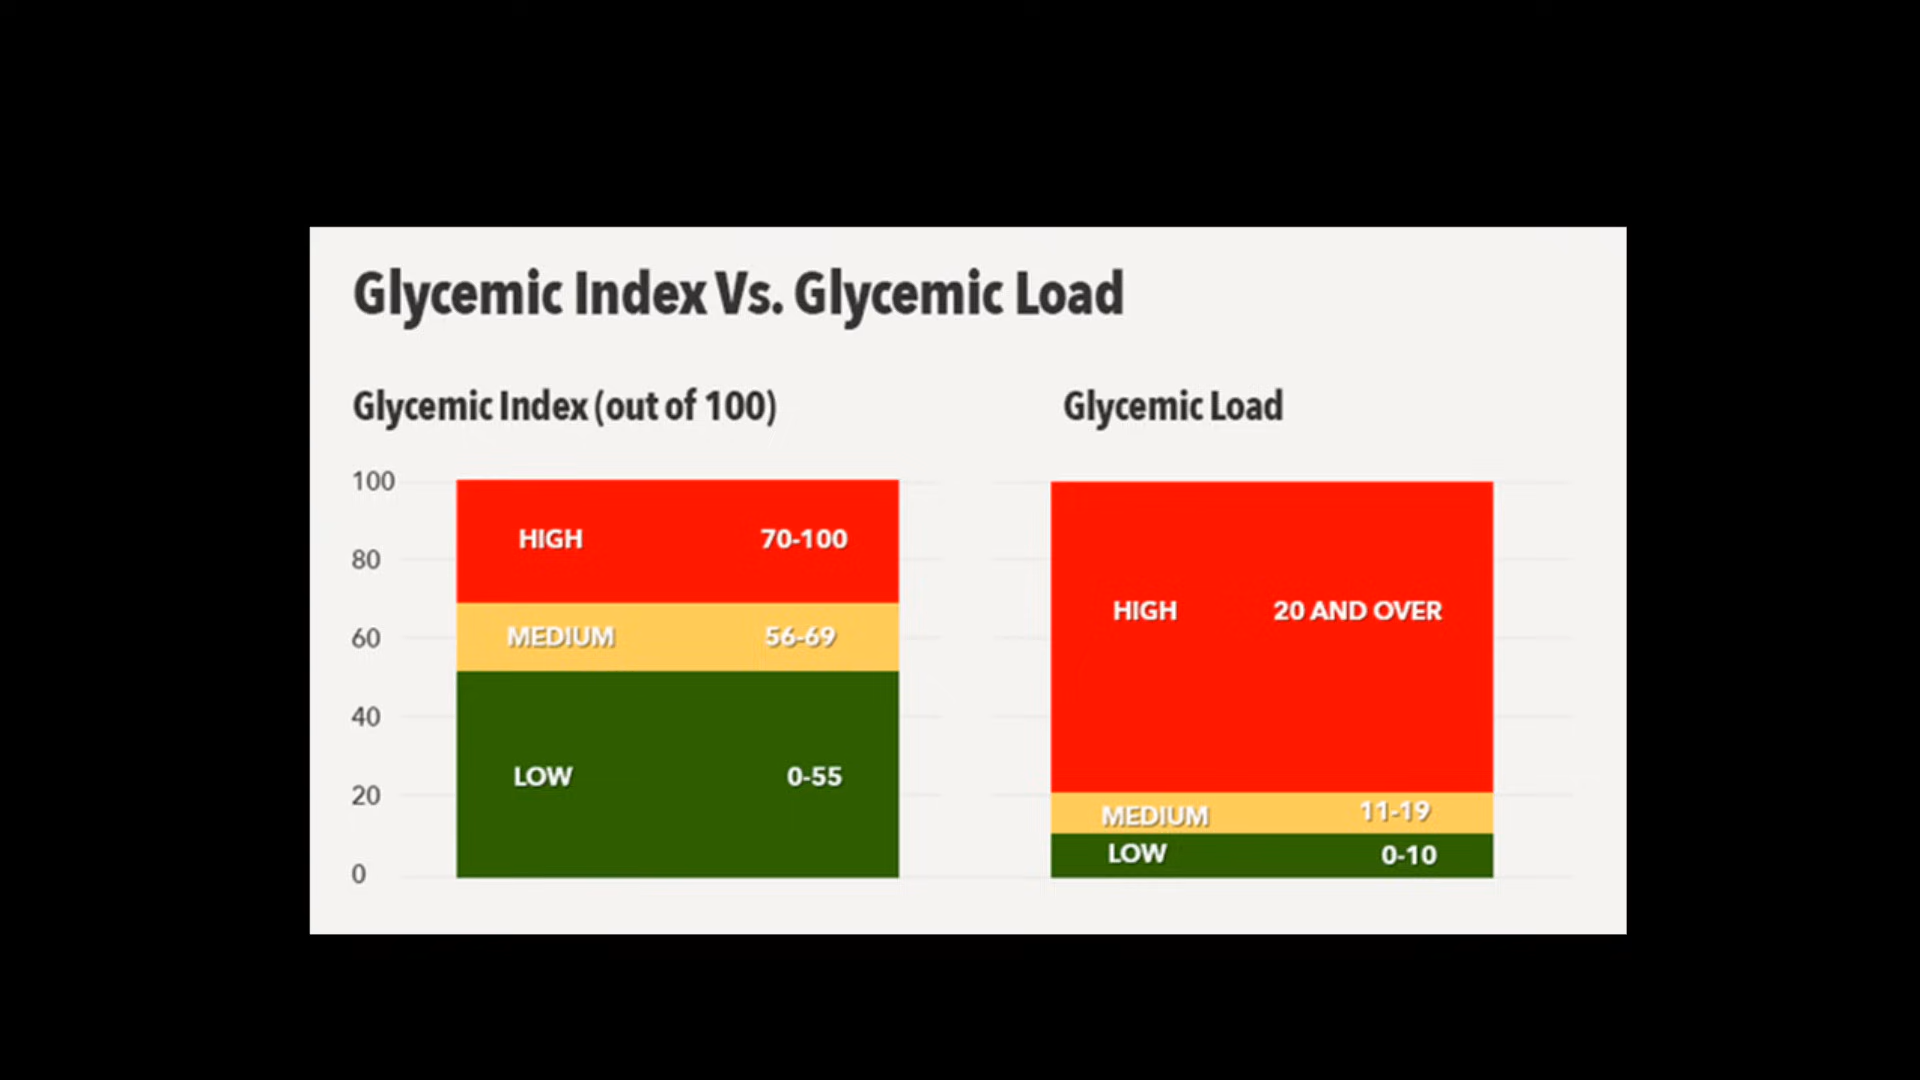 Glycemic Index Vs. Glycemic Load
Glycemic Index (out of 100)
100
80
60
40
20
0
HIGH 70-100
MEDIUM 56-69
LOW 0-55
Glycemic Load
HIGH 20 AND OVER
MEDIUM 11-19
LOW 0-10